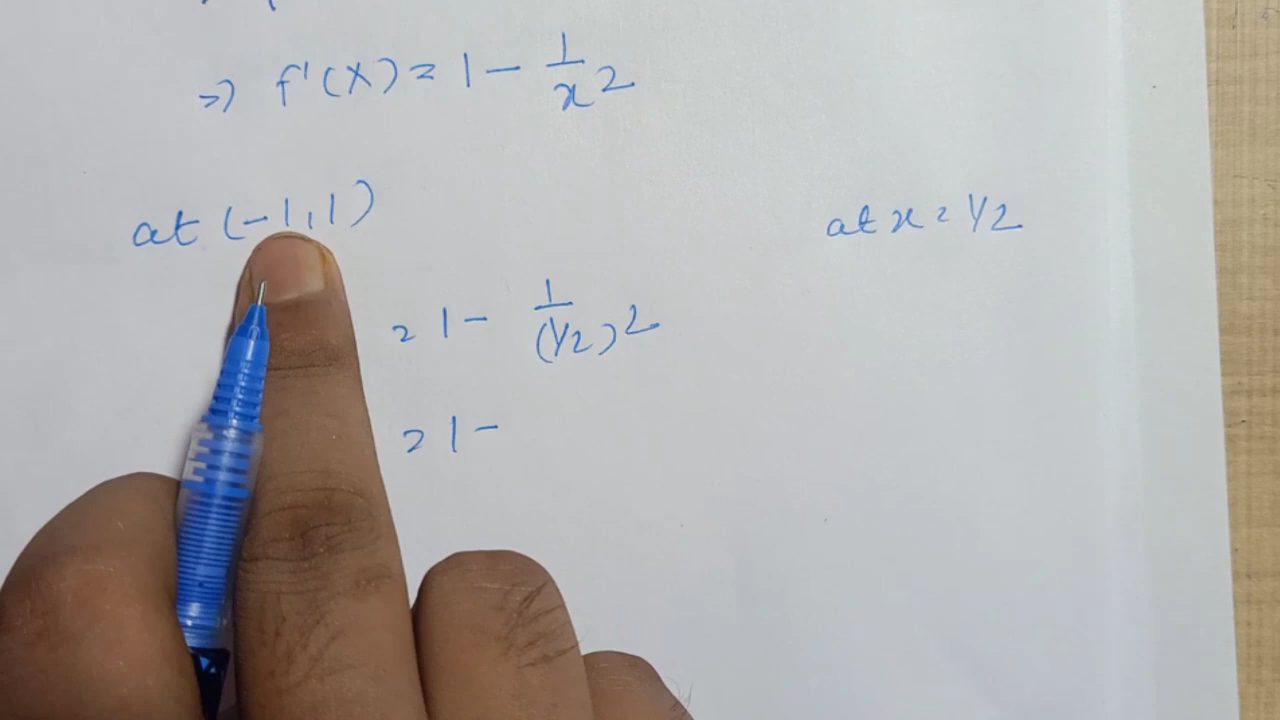 => f'(x) = 1 - 1/x2
at (-1,1)
at x = 1/2
= 1 - 1/(1/2)2
= 1 -